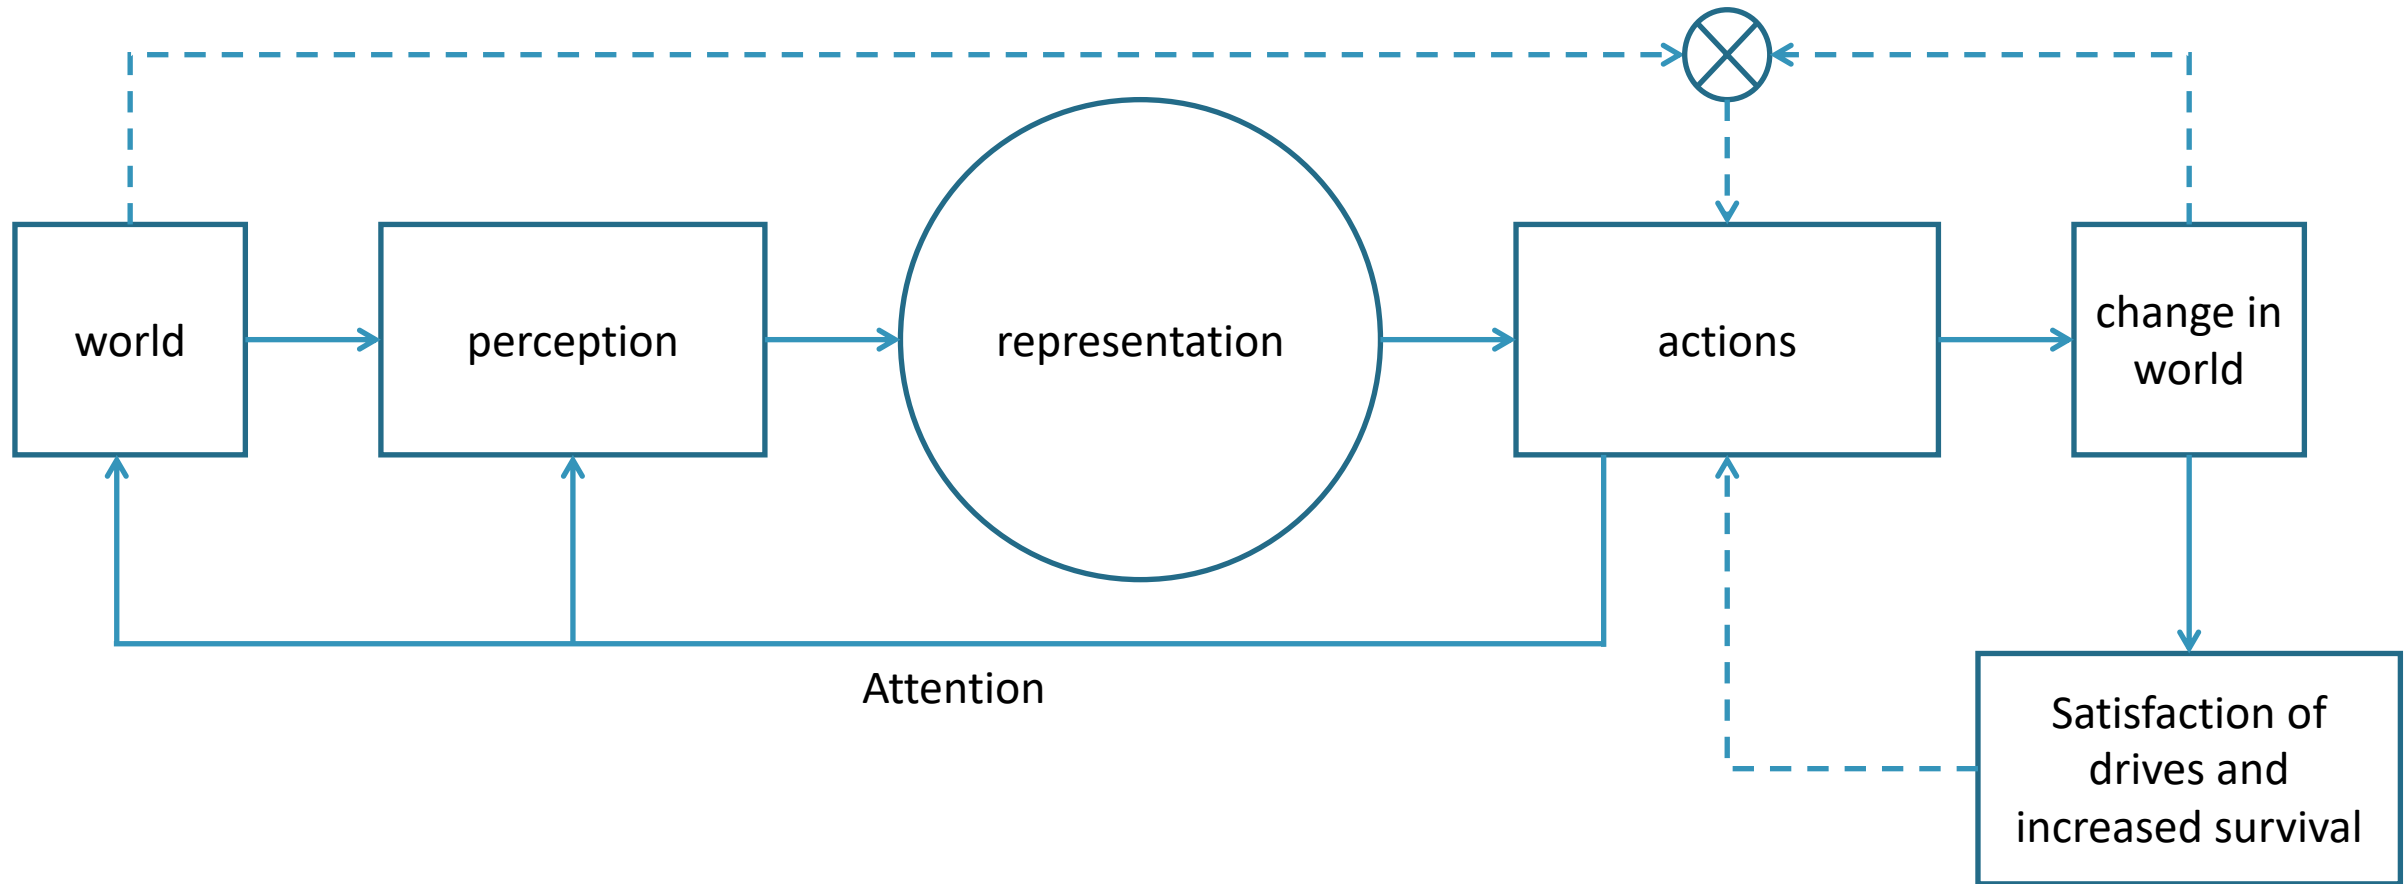 world
perception
representation
actions
change in
world
Attention
Satisfaction of
drives and
increased survival